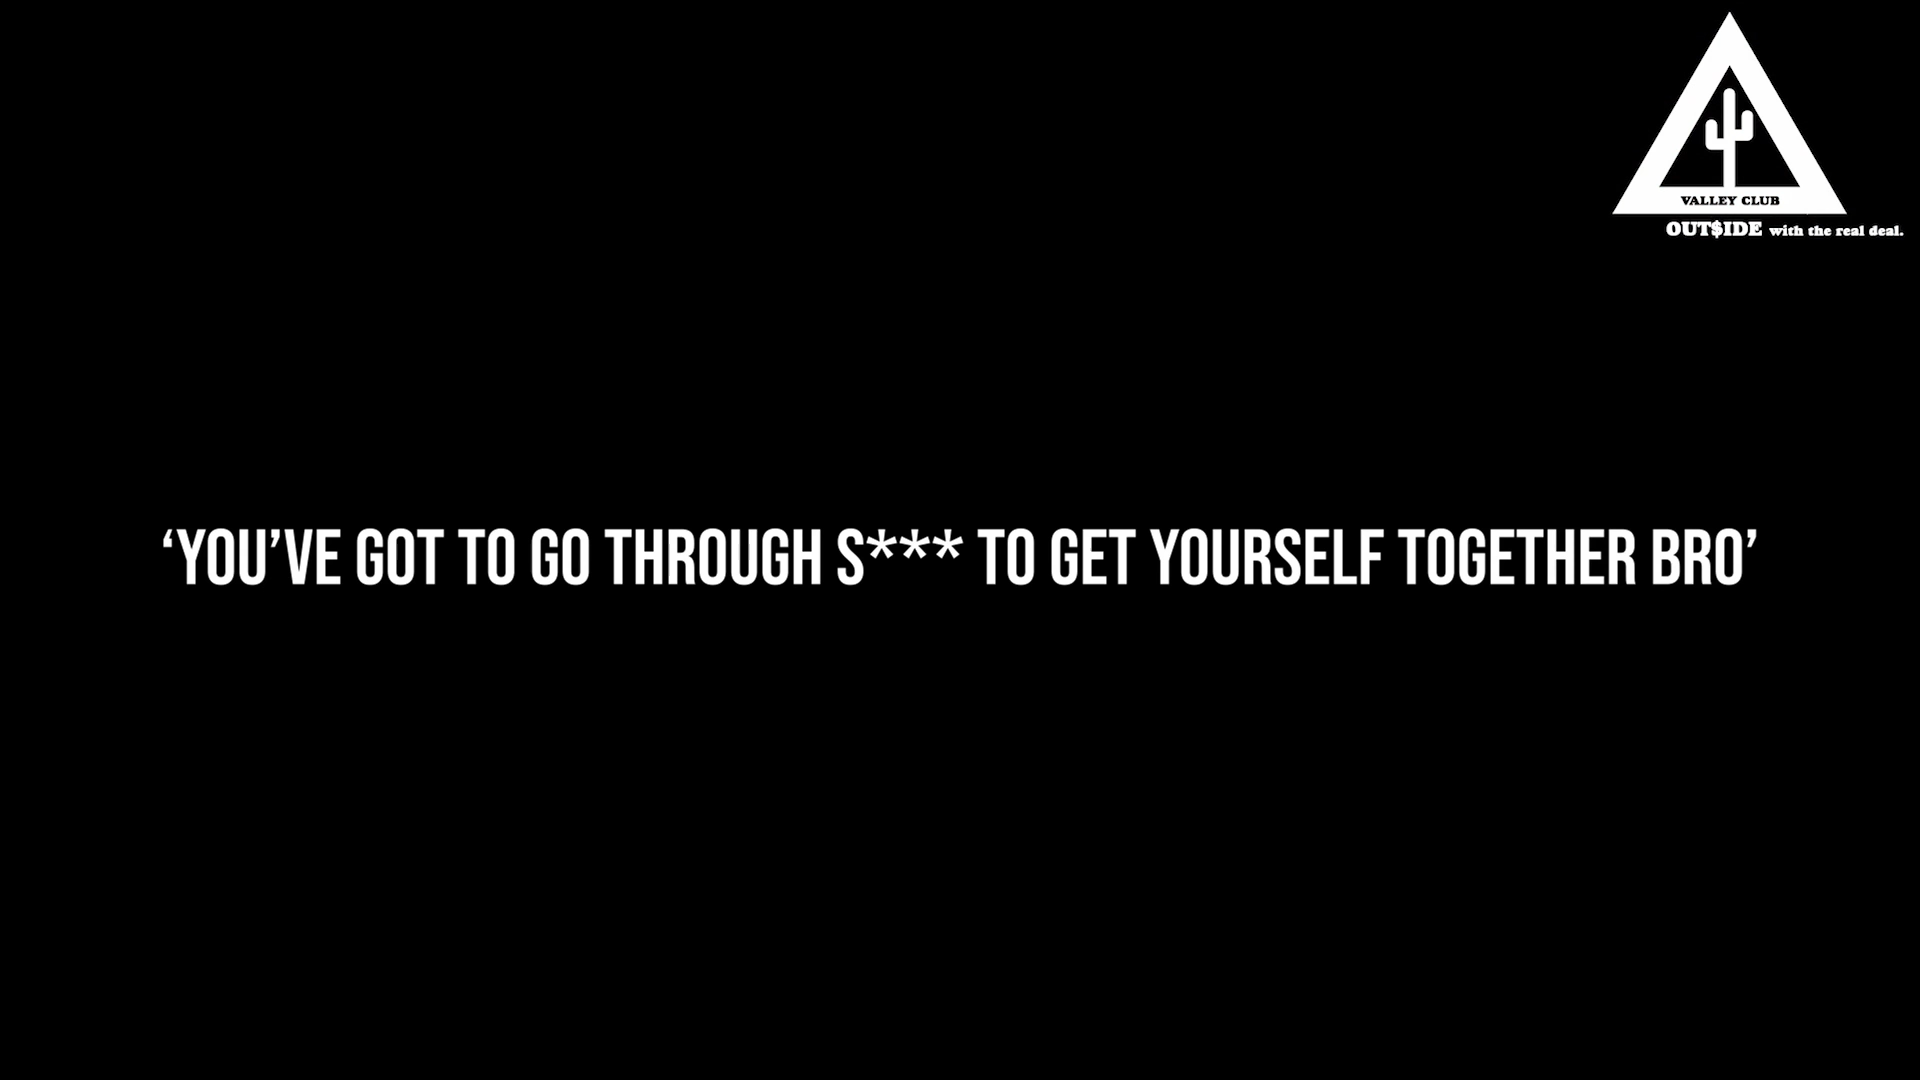 VALLEY CLUB
OUT$IDE with the real deal.
‘YOU’VE GOT TO GO THROUGH S*** TO GET YOURSELF TOGETHER BRO’